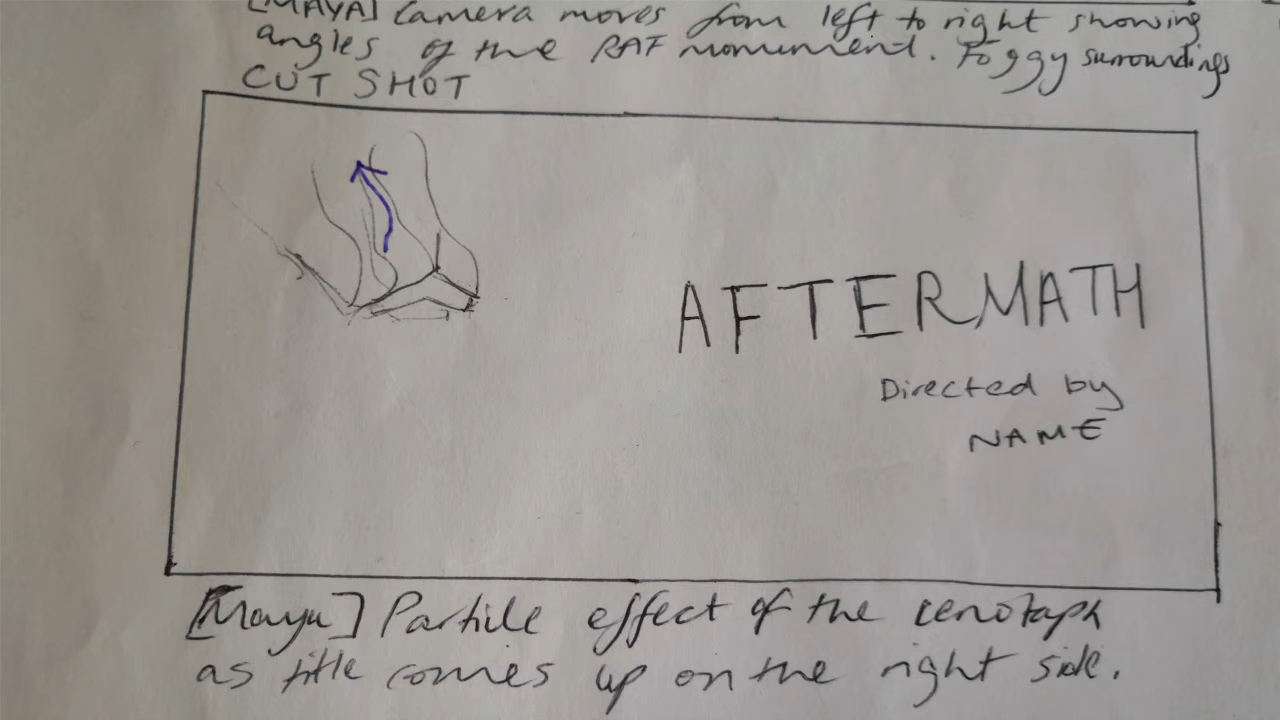 [MAYA] Camera moves from left to right showing
angles of the RAF monument. Foggy surroundings
CUT SHOT
AFTERMATH
Directed by
NAME
[Maya] Particle effect of the cenotaph
as title comes up on the right side.